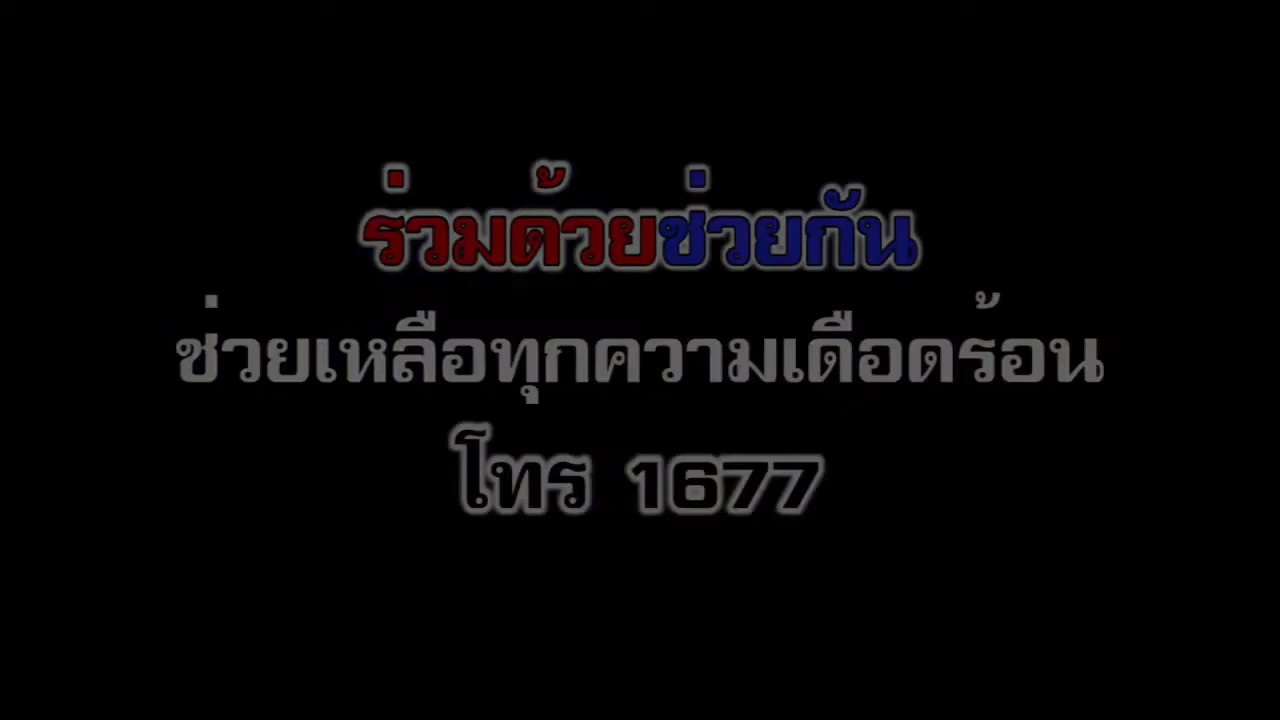 ร่วมด้วยช่วยกัน
ช่วยเหลือทุกความเดือดร้อน
โทร 1677